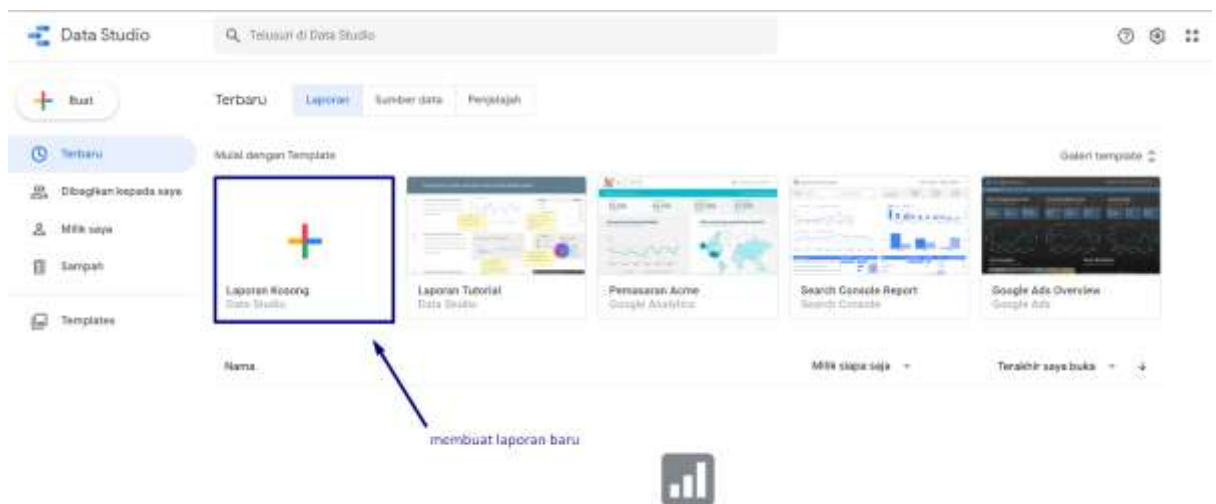 Data Studio
Telusuri di Data Studio
Buat
Terbaru
Laporan
Sumber data
Penjelajah
Terbaru
Dibagikan kepada saya
Milik saya
Sampah
Templates
Mulai dengan Template
Galeri template
Laporan Kosong
Data Studio
Laporan Tutorial
Data Studio
Pemasaran Acme
Google Analytics
Search Console Report
Search Console
Google Ads Overview
Google Ads
Nama
Milik siapa saja
Terakhir saya buka
membuat laporan baru